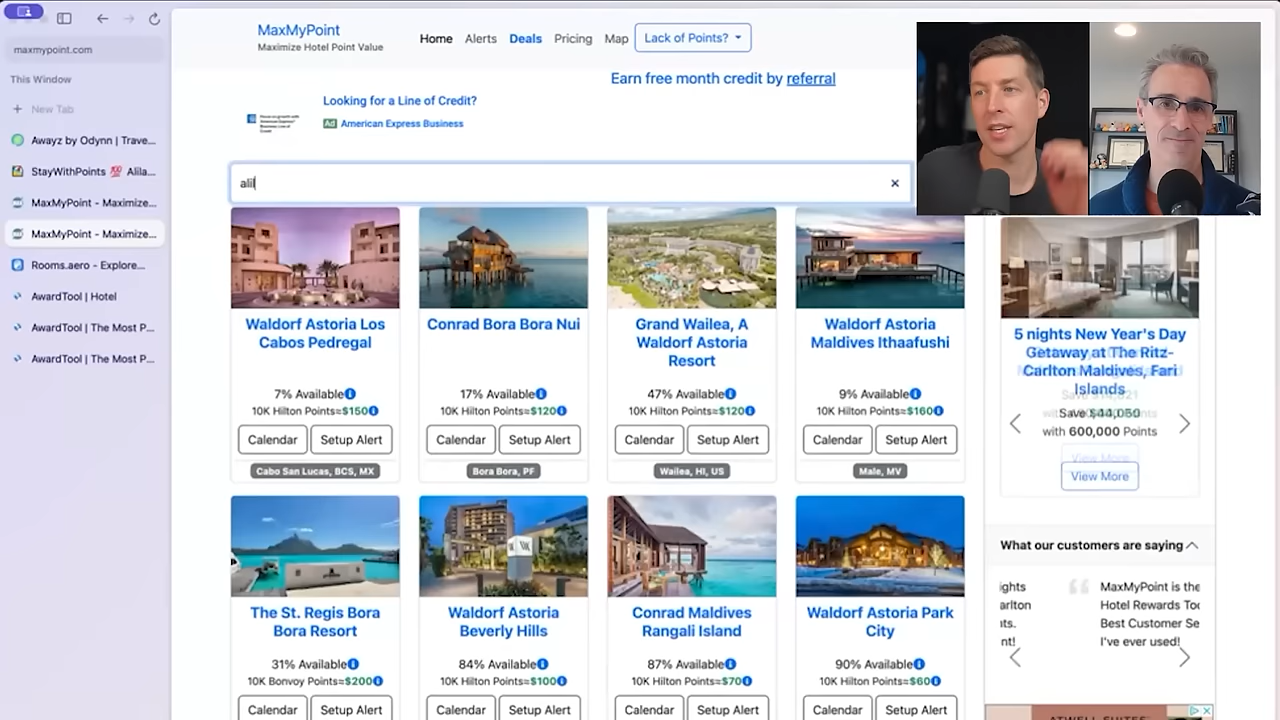 maxmypoint.com
This Window
New Tab
Awayz by Odynn | Trave...
StayWithPoints 💯 Alila...
MaxMyPoint - Maximize...
MaxMyPoint - Maximize...
Rooms.aero - Explore...
AwardTool | Hotel
AwardTool | The Most P...
AwardTool | The Most P...
MaxMyPoint
Maximize Hotel Point Value
Home Alerts Deals Pricing Map Lack of Points?
Earn free month credit by referral
Looking for a Line of Credit?
Ad American Express Business
alil
Waldorf Astoria Los
Cabos Pedregal
7% Available
10K Hilton Points≈$150
Calendar Setup Alert
Cabo San Lucas, BCS, MX
Conrad Bora Bora Nui
17% Available
10K Hilton Points≈$120
Calendar Setup Alert
Bora Bora, PF
Grand Wailea, A
Waldorf Astoria
Resort
47% Available
10K Hilton Points≈$120
Calendar Setup Alert
Wailea, HI, US
Waldorf Astoria
Maldives Ithaafushi
9% Available
10K Hilton Points≈$160
Calendar Setup Alert
Male, MV
The St. Regis Bora
Bora Resort
31% Available
10K Bonvoy Points≈$200
Calendar Setup Alert
Waldorf Astoria
Beverly Hills
84% Available
10K Hilton Points≈$100
Calendar Setup Alert
Conrad Maldives
Rangali Island
87% Available
10K Hilton Points≈$70
Calendar Setup Alert
Waldorf Astoria Park
City
90% Available
10K Hilton Points≈$60
Calendar Setup Alert
5 nights New Year's Day
Getaway at The Ritz-
Carlton Maldives, Fari
Islands
Save $44,050
with 600,000 Points
View More
What our customers are saying
ights
arlton
nts.
nt!
MaxMyPoint is the
Hotel Rewards Too
Best Customer Se
I've ever used!
ATWELL SUITES